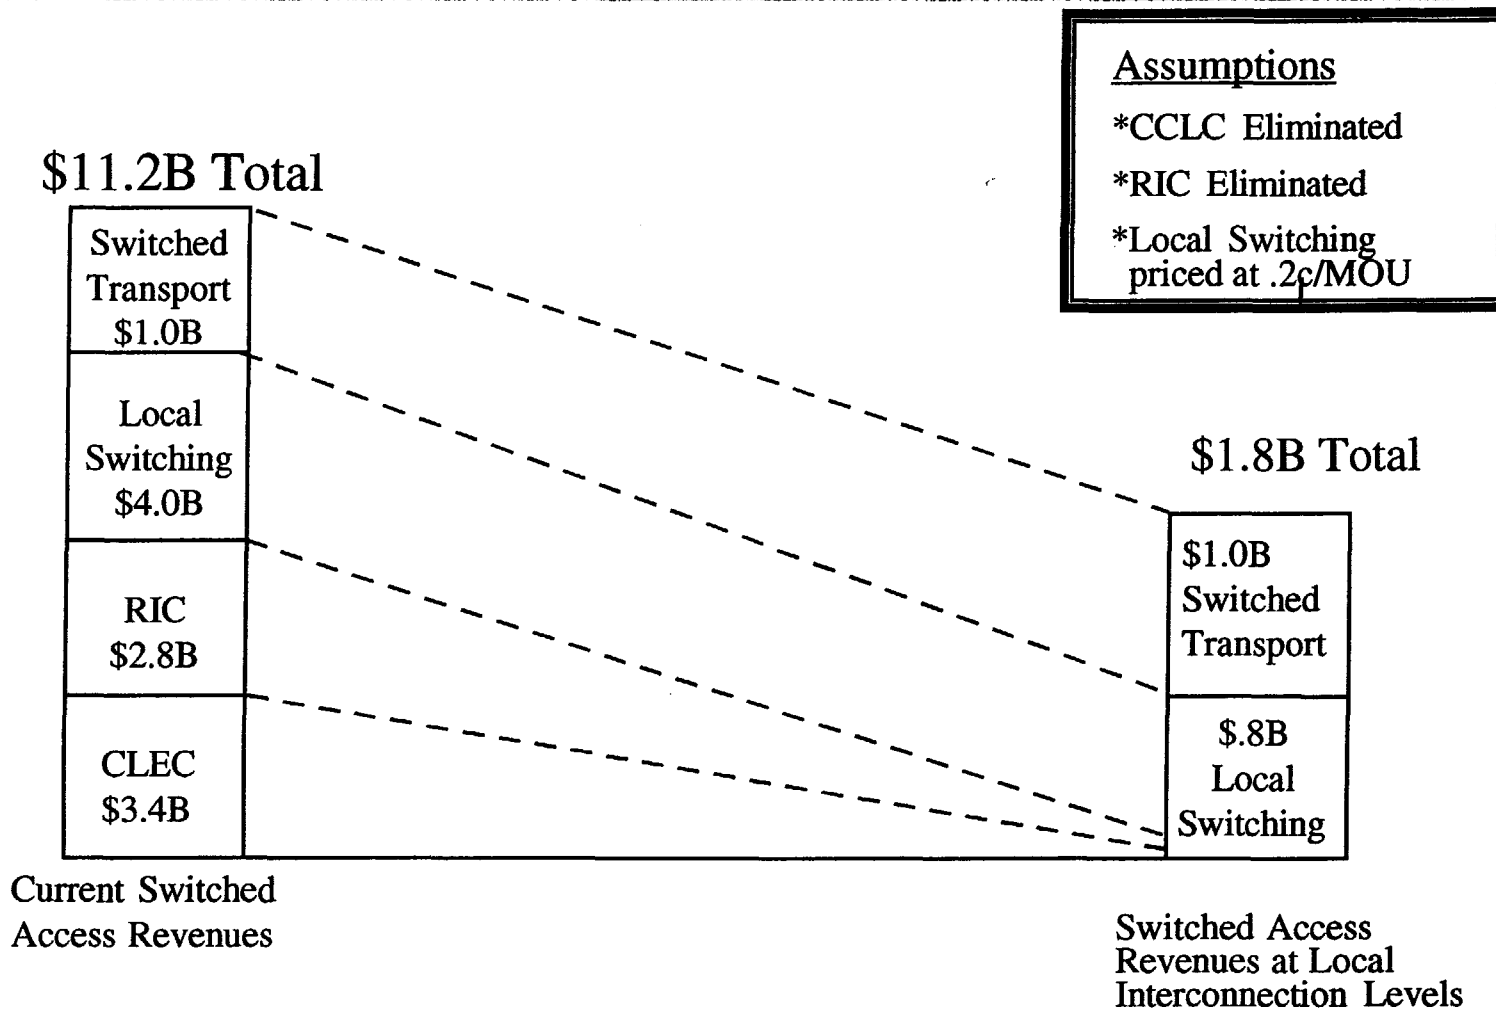 Assumptions
*CCLC Eliminated
*RIC Eliminated
*Local Switching
priced at .2c/MOU
$11.2B Total
Switched
Transport
$1.0B
Local
Switching
$4.0B
RIC
$2.8B
CLEC
$3.4B
Current Switched
Access Revenues
$1.8B Total
$1.0B
Switched
Transport
$.8B
Local
Switching
Switched Access
Revenues at Local
Interconnection Levels